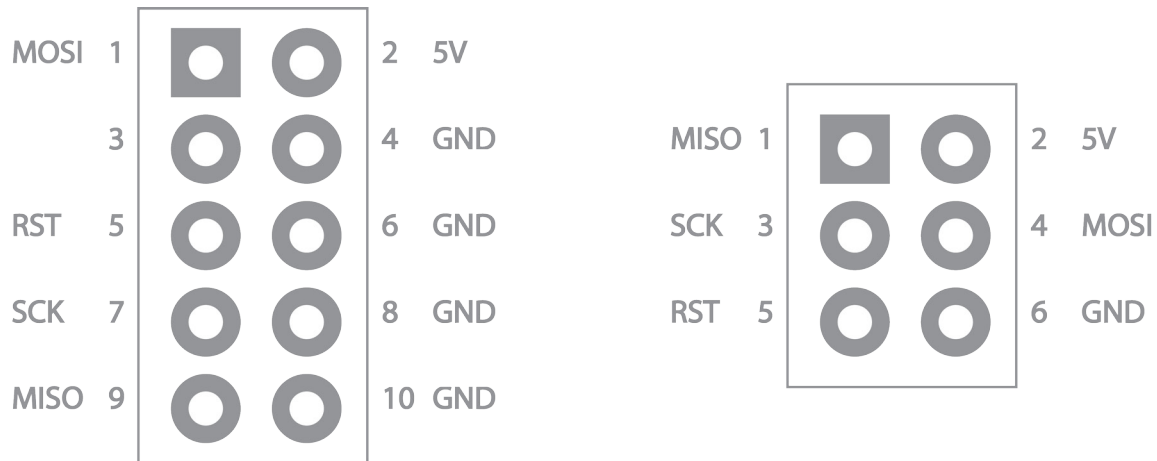 MOSI 1 2 5V
3 4 GND
RST 5 6 GND
SCK 7 8 GND
MISO 9 10 GND
MISO 1 2 5V
SCK 3 4 MOSI
RST 5 6 GND